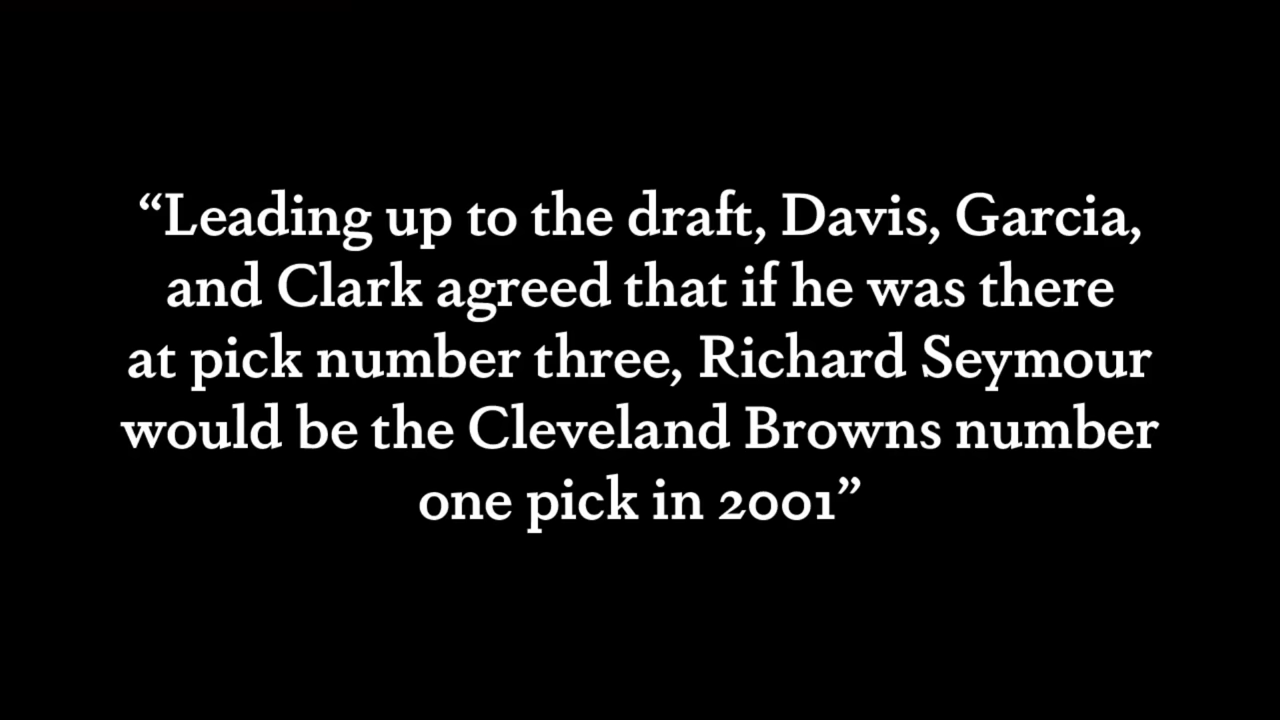 “Leading up to the draft, Davis, Garcia,
and Clark agreed that if he was there
at pick number three, Richard Seymour
would be the Cleveland Browns number
one pick in 2001”